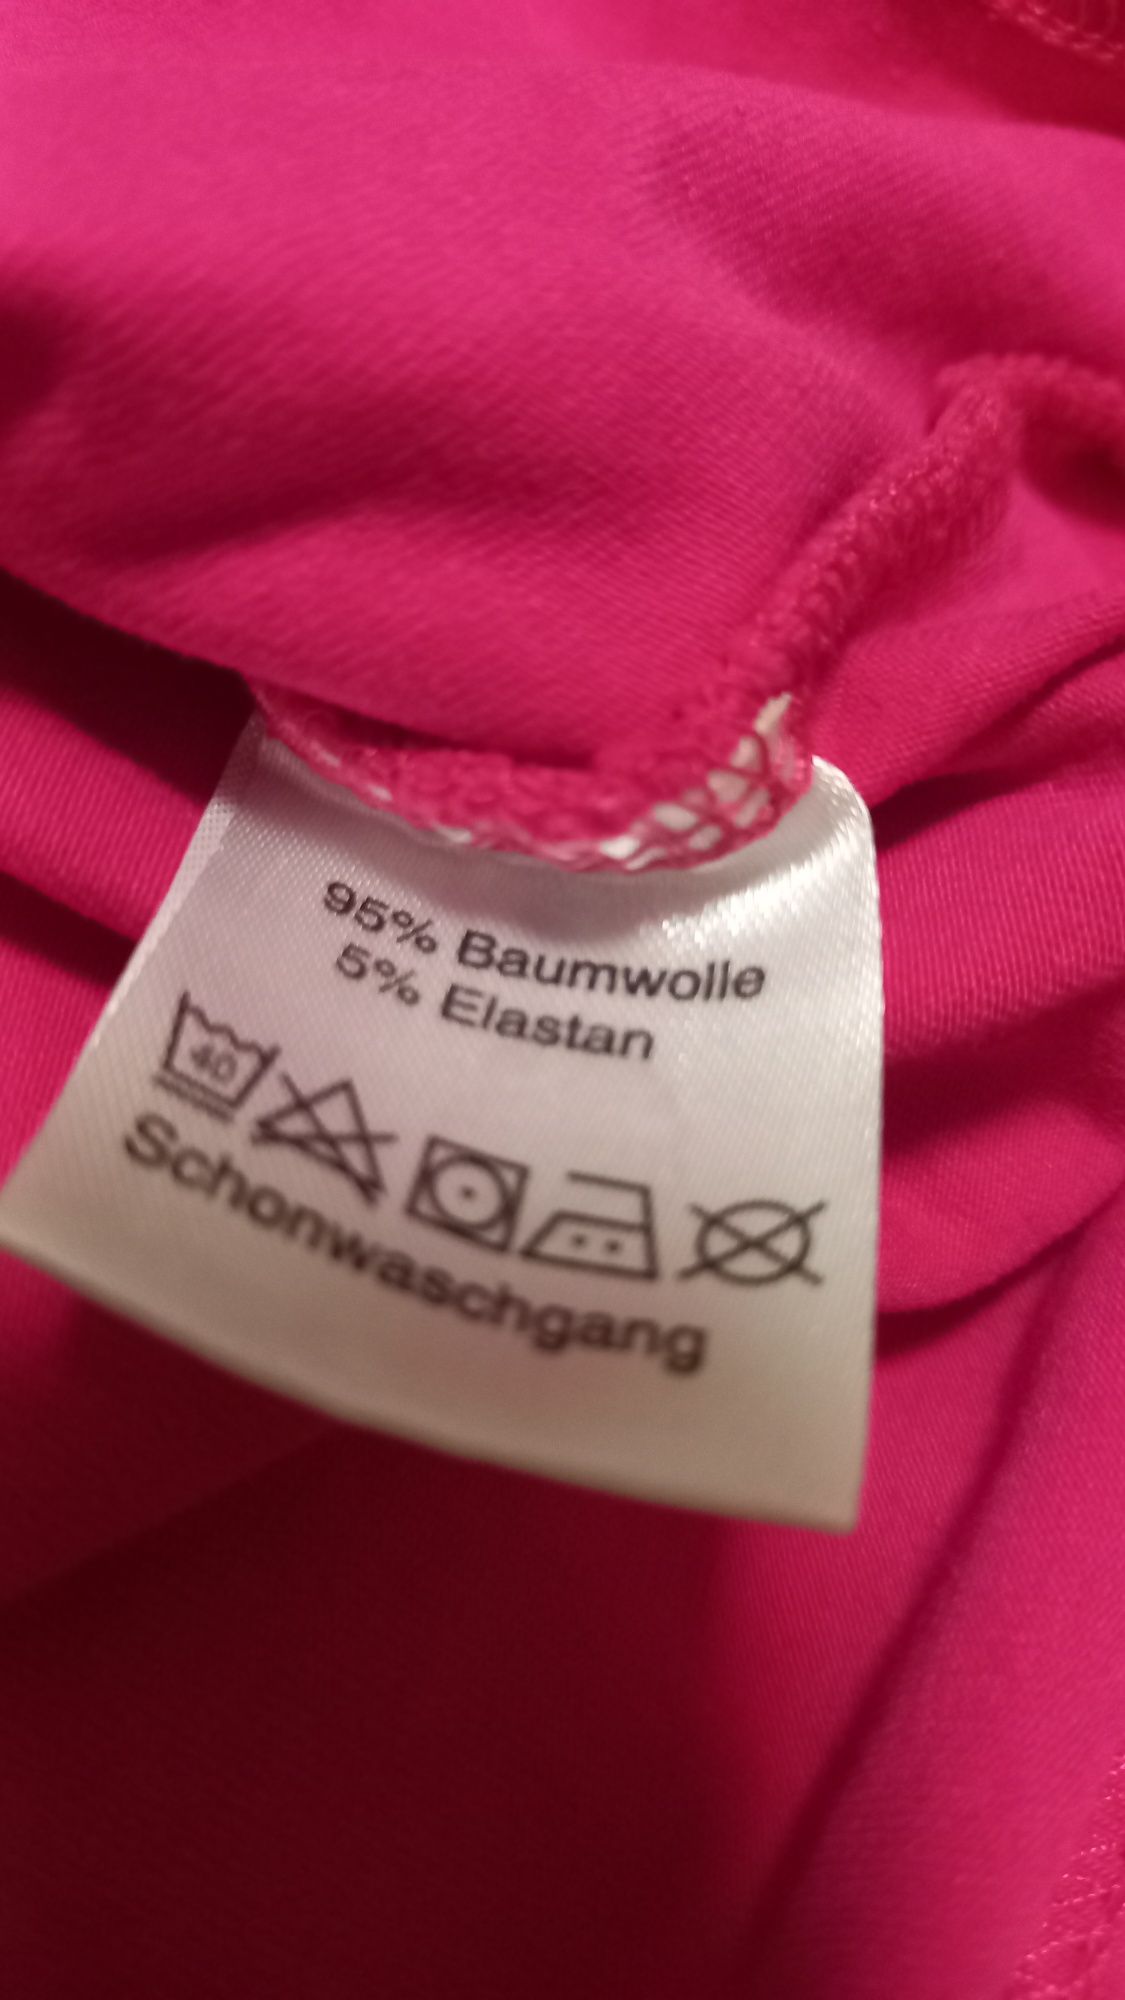 95% Baumwolle
5% Elastan
40
Schonwaschgang